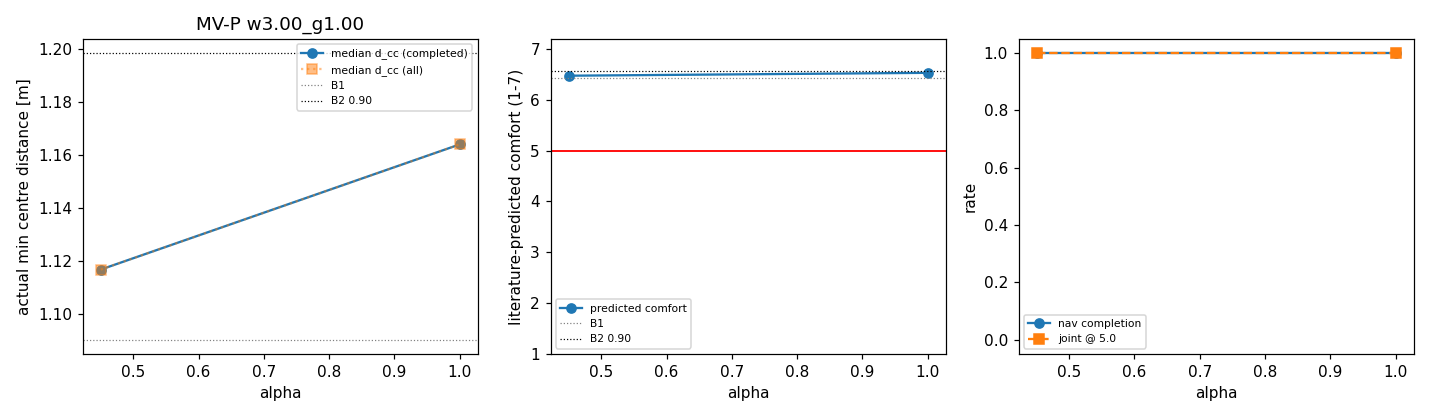 MV-P w3.00_g1.00
actual min centre distance [m]
1.20
1.18
1.16
1.14
1.12
1.10
median d_cc (completed)
median d_cc (all)
B1
B2 0.90
0.5 0.6 0.7 0.8 0.9 1.0
alpha
literature-predicted comfort (1-7)
7
6
5
4
3
2
1
predicted comfort
B1
B2 0.90
0.5 0.6 0.7 0.8 0.9 1.0
alpha
rate
1.0
0.8
0.6
0.4
0.2
0.0
nav completion
joint @ 5.0
0.5 0.6 0.7 0.8 0.9 1.0
alpha